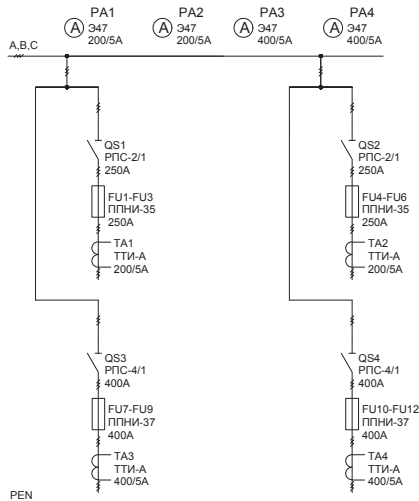 PA1
A
Э47
200/5A
PA2
A
Э47
200/5A
PA3
A
Э47
400/5A
PA4
A
Э47
400/5A
A,B,C
QS1
РПС-2/1
250A
FU1-FU3
ППНИ-35
250A
TA1
ТТИ-А
200/5A
QS2
РПС-2/1
250A
FU4-FU6
ППНИ-35
250A
TA2
ТТИ-А
200/5A
QS3
РПС-4/1
400A
FU7-FU9
ППНИ-37
400A
TA3
ТТИ-А
400/5A
QS4
РПС-4/1
400A
FU10-FU12
ППНИ-37
400A
TA4
ТТИ-А
400/5A
PEN